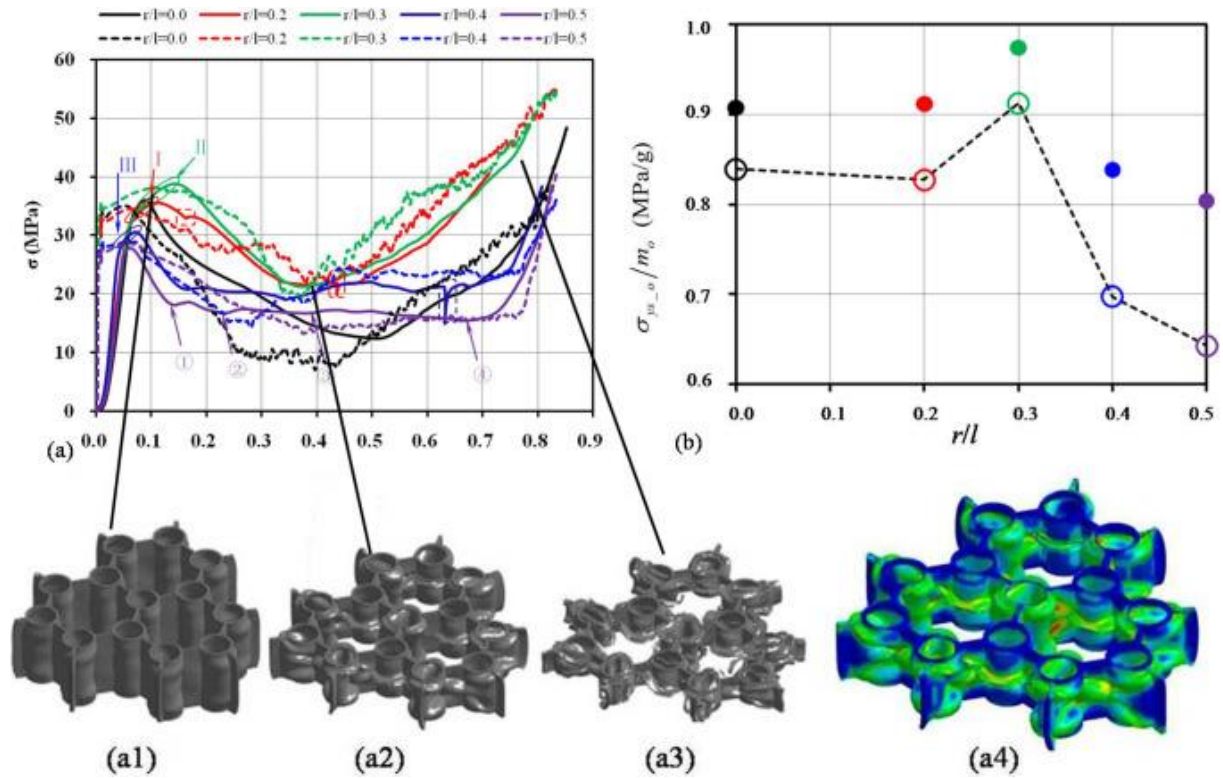 r/l=0.0 r/l=0.2 r/l=0.3 r/l=0.4 r/l=0.5
r/l=0.0 r/l=0.2 r/l=0.3 r/l=0.4 r/l=0.5
60
50
40
30
20
10
0
σ (MPa)
III
I
II
①
②
③
④
0.0 0.1 0.2 0.3 0.4 0.5 0.6 0.7 0.8 0.9
(a)
1.0
0.9
0.8
0.7
0.6
σys_o/mo (MPa/g)
0.0 0.2 0.3 0.4 0.5
r/l
(b)
(a1) (a2) (a3) (a4)